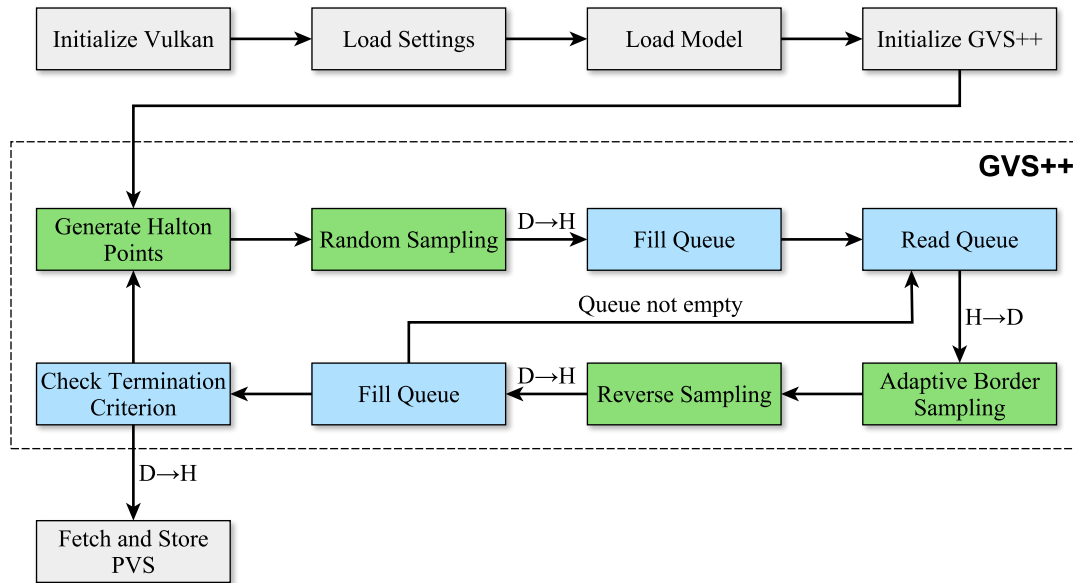 Initialize Vulkan
Load Settings
Load Model
Initialize GVS++
GVS++
Generate Halton
Points
Random Sampling
D→H
Fill Queue
Read Queue
Queue not empty
H→D
Check Termination
Criterion
Fill Queue
D→H
Reverse Sampling
Adaptive Border
Sampling
D→H
Fetch and Store
PVS